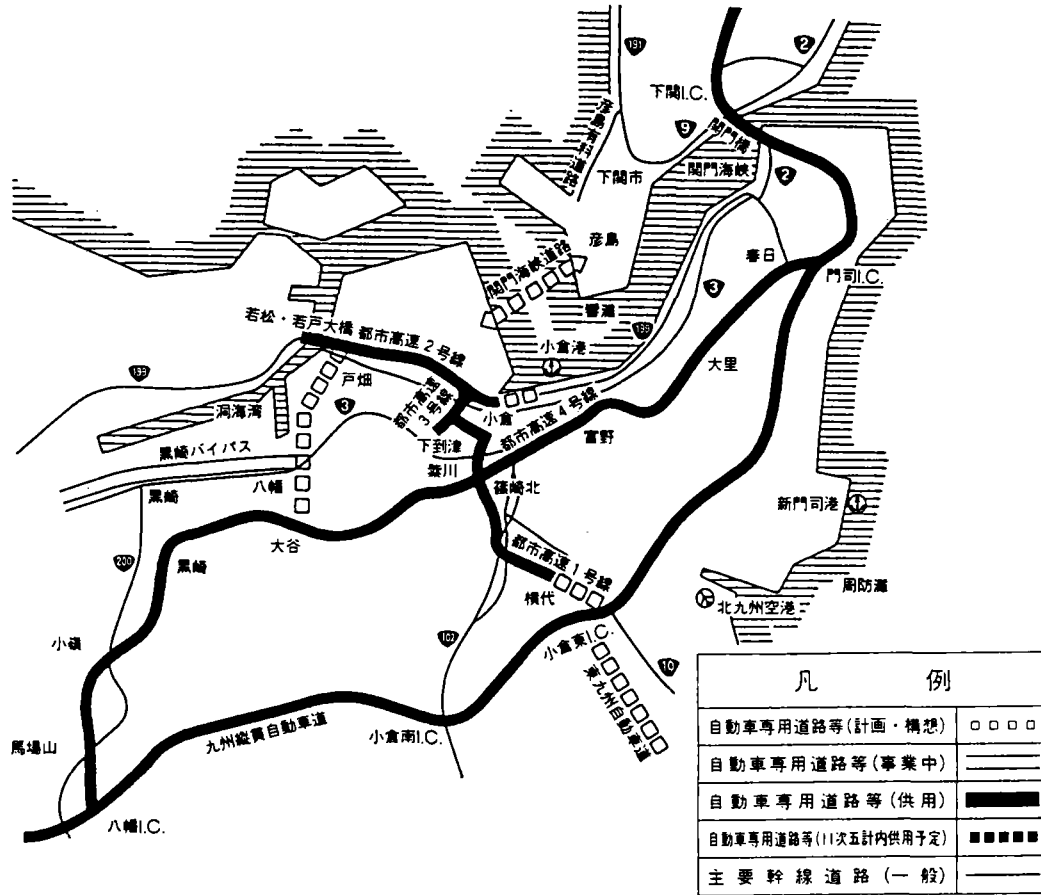 191
2
下関I.C.
彦島有料道路
9
関門橋
下関市
関門海峡
2
彦島
春日
関門海峡道路
3
門司I.C.
響灘
199
若松・若戸大橋
都市高速2号線
小倉港
大里
199
戸畑
都市高速3号線
小倉
都市高速4号線
洞海湾
3
下到津
富野
黒崎バイパス
紫川
篠崎北
八幡
黒崎
新門司港
大谷
都市高速1号線
200
黒崎
横代
周防灘
北九州空港
小嶺
102
小倉東I.C.
10
東九州自動車道
九州縦貫自動車道
馬場山
小倉南I.C.
八幡I.C.
凡例
自動車専用道路等(計画・構想)
自動車専用道路等(事業中)
自動車専用道路等(供用)
自動車専用道路等(11次五計内供用予定)
主要幹線道路(一般)